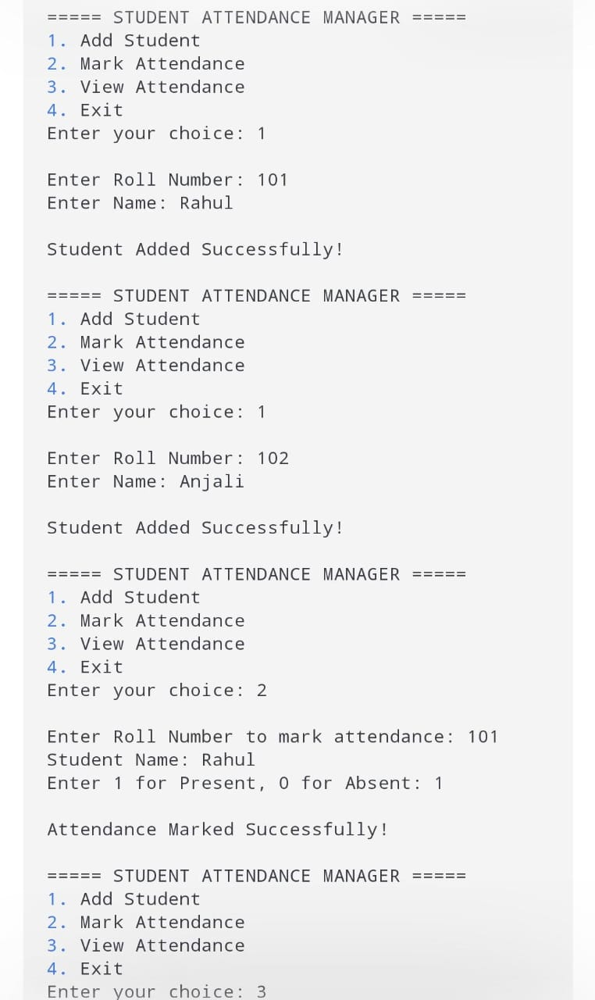 ===== STUDENT ATTENDANCE MANAGER =====
1. Add Student
2. Mark Attendance
3. View Attendance
4. Exit
Enter your choice: 1
Enter Roll Number: 101
Enter Name: Rahul
Student Added Successfully!
===== STUDENT ATTENDANCE MANAGER =====
1. Add Student
2. Mark Attendance
3. View Attendance
4. Exit
Enter your choice: 1
Enter Roll Number: 102
Enter Name: Anjali
Student Added Successfully!
===== STUDENT ATTENDANCE MANAGER =====
1. Add Student
2. Mark Attendance
3. View Attendance
4. Exit
Enter your choice: 2
Enter Roll Number to mark attendance: 101
Student Name: Rahul
Enter 1 for Present, 0 for Absent: 1
Attendance Marked Successfully!
===== STUDENT ATTENDANCE MANAGER =====
1. Add Student
2. Mark Attendance
3. View Attendance
4. Exit
Enter your choice: 3